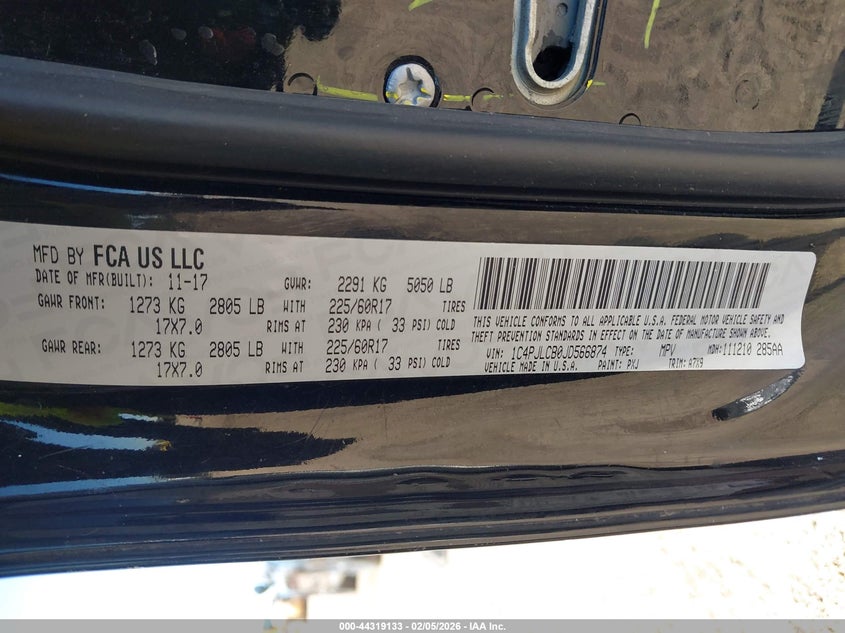 MFD BY FCA US LLC
DATE OF MFR(BUILT): 11-17 GVWR: 2291 KG 5050 LB
GAWR FRONT: 1273 KG 2805 LB WITH 225/60R17 TIRES
17X7.0 RIMS AT 230 KPA ( 33 PSI) COLD
GAWR REAR: 1273 KG 2805 LB WITH 225/60R17 TIRES
17X7.0 RIMS AT 230 KPA ( 33 PSI) COLD
THIS VEHICLE CONFORMS TO ALL APPLICABLE U.S.A. FEDERAL MOTOR VEHICLE SAFETY AND
THEFT PREVENTION STANDARDS IN EFFECT ON THE DATE OF MANUFACTURE SHOWN ABOVE.
VIN: 1C4PJLCB0JD566874 TYPE: MPV MDH:111210 285AA
VEHICLE MADE IN U.S.A. PAINT: PXJ TRIM: A7X9
000-44319133 - 02/05/2026 - IAA Inc.